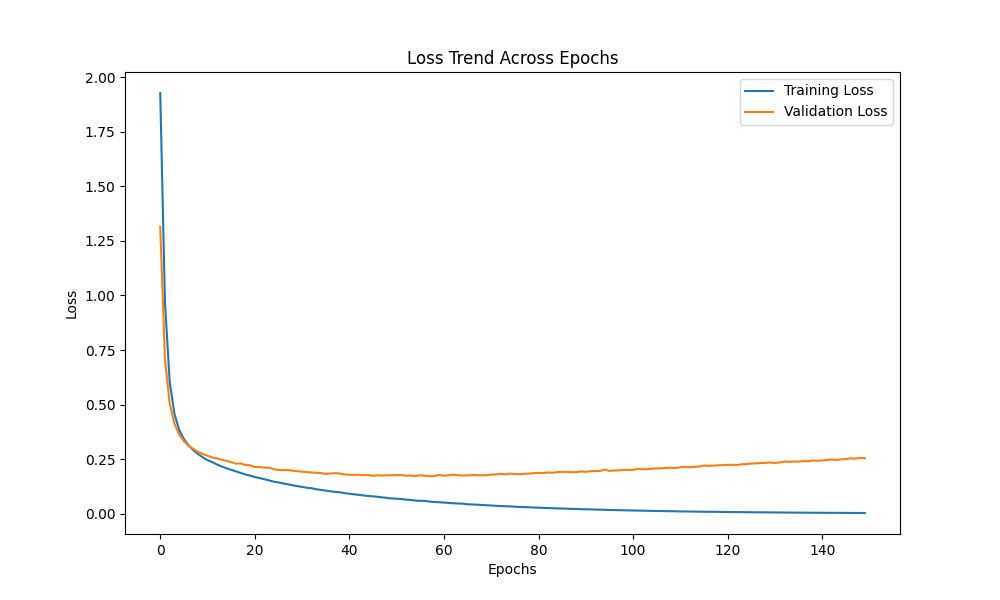 Loss Trend Across Epochs
Training Loss
Validation Loss
2.00
1.75
1.50
1.25
1.00
0.75
0.50
0.25
0.00
Loss
0 20 40 60 80 100 120 140
Epochs